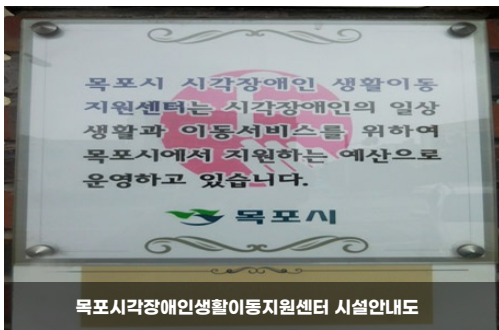 목포시 시각장애인 생활이동
지원센터는 시각장애인의 일상
생활과 이동서비스를 위하여
목포시에서 지원하는 예산으로
운영하고 있습니다.
목포시
목포시각장애인생활이동지원센터 시설안내도